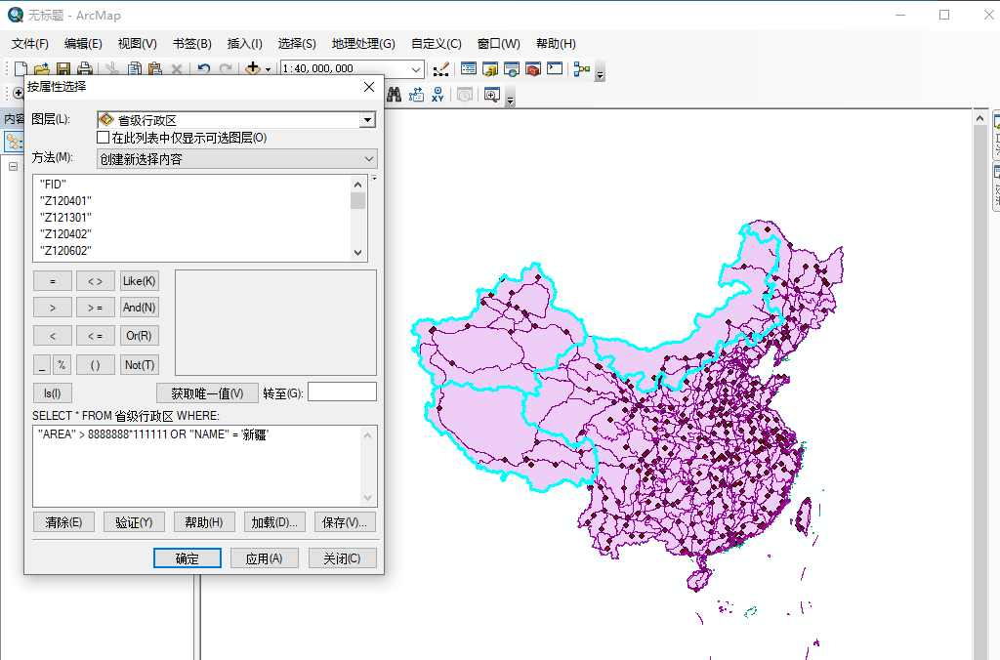 无标题 - ArcMap
文件(F) 编辑(E) 视图(V) 书签(B) 插入(I) 选择(S) 地理处理(G) 自定义(C) 窗口(W) 帮助(H)
1:40,000,000
按属性选择
XY
内容
图层(L):
省级行政区
在此列表中仅显示可选图层(O)
方法(M):
创建新选择内容
"FID"
"Z120401"
"Z121301"
"Z120402"
"Z120602"
= < > Like(K)
> > = And(N)
< < = Or(R)
_ % ( ) Not(T)
Is(I) 获取唯一值(V) 转至(G):
SELECT * FROM 省级行政区 WHERE:
"AREA" > 8888888*111111 OR "NAME" = '新疆'
清除(E) 验证(Y) 帮助(H) 加载(D)... 保存(V)...
确定 应用(A) 关闭(C)